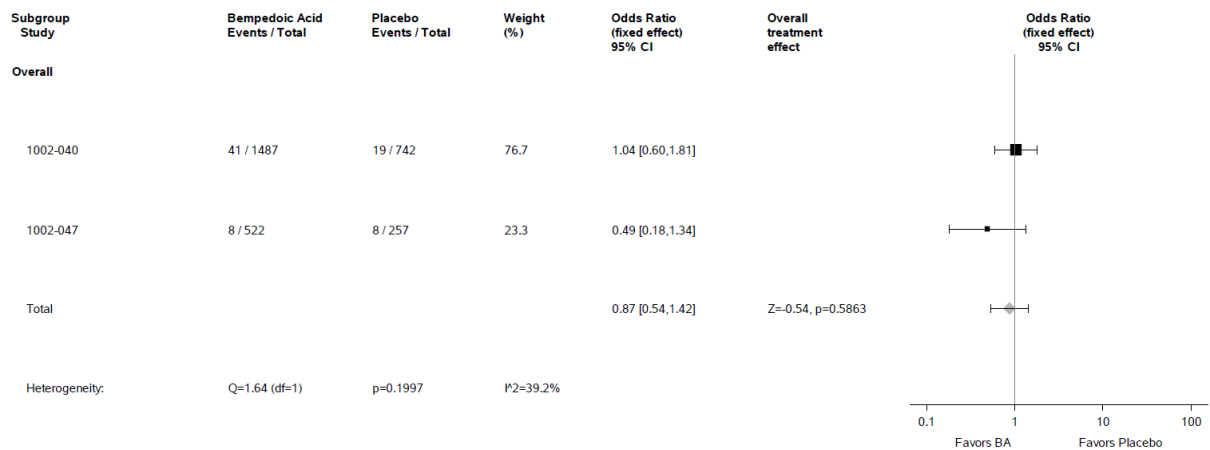 Subgroup Bempedoic Acid Placebo Weight Odds Ratio Overall Odds Ratio
Study Events / Total Events / Total (%) (fixed effect) treatment (fixed effect)
95% CI effect 95% CI
Overall
1002-040 41 / 1487 19 / 742 76.7 1.04 [0.60,1.81]
1002-047 8 / 522 8 / 257 23.3 0.49 [0.18,1.34]
Total 0.87 [0.54,1.42] Z=-0.54, p=0.5863
Heterogeneity: Q=1.64 (df=1) p=0.1997 I^2=39.2%
0.1 1 10 100
Favors BA Favors Placebo